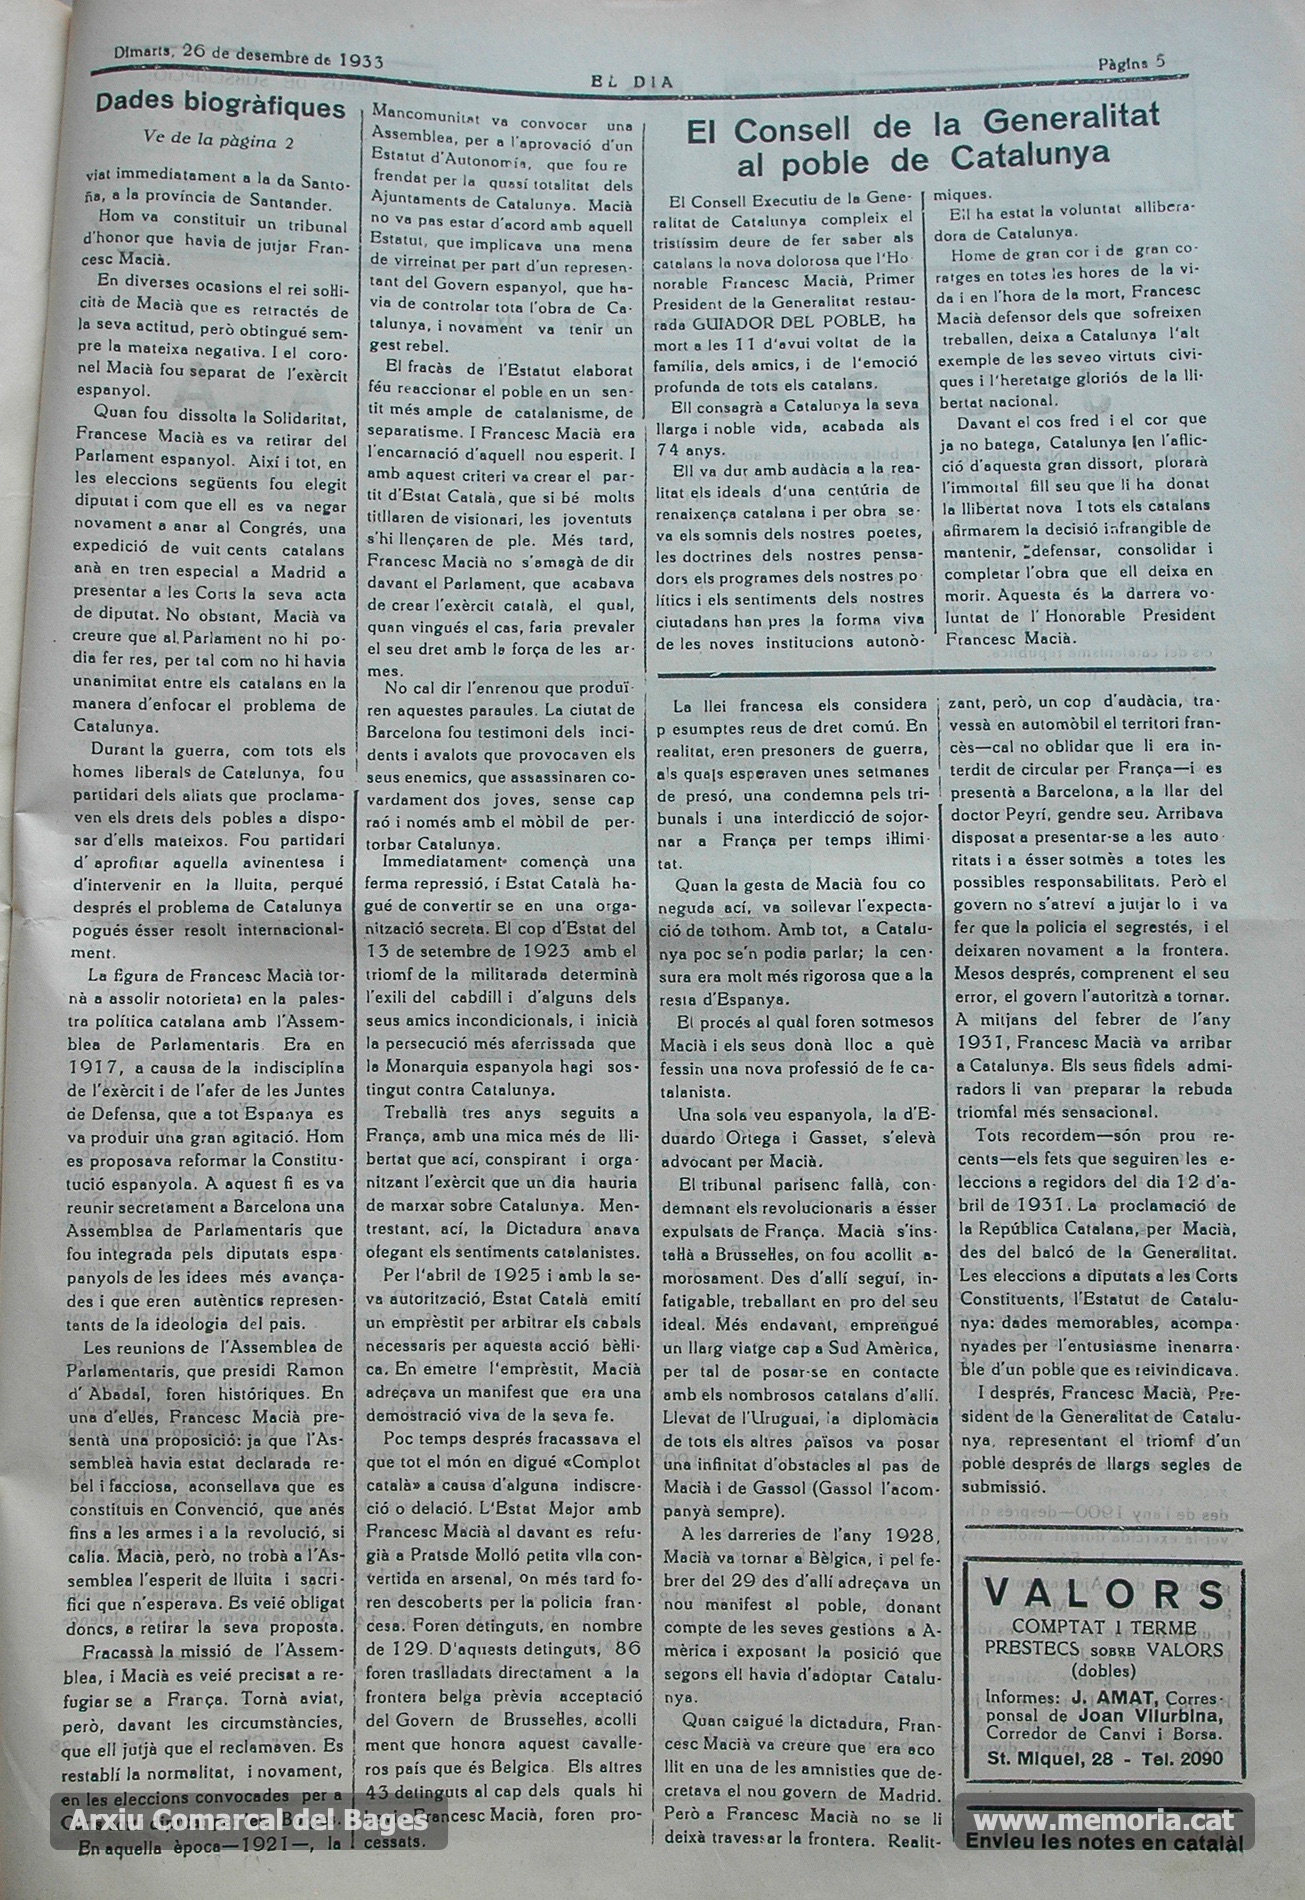 Dimarts, 26 de desembre de 1933
EL DIA
Pàgina 5
Dades biogràfiques
Ve de la pàgina 2
viat immediatament a la da Santo-
ña, a la província de Santander.
Hom va constituir un tribunal
d'honor que havia de jutjar Fran-
cesc Macià.
En diverses ocasions el rei sol·li-
cità de Macià que es retractés de
la seva actitud, però obtingué sem-
pre la mateixa negativa. I el coro-
nel Macià fou separat de l'exèrcit
espanyol.
Quan fou dissolta la Solidaritat,
Francese Macià es va retirar del
Parlament espanyol. Així i tot, en
les eleccions següents fou elegit
diputat i com que ell es va negar
novament a anar al Congrés, una
expedició de vuit cents catalans
anà en tren especial a Madrid a
presentar a les Corts la seva acta
de diputat. No obstant, Macià va
creure que al Parlament no hi po-
dia fer res, per tal com no hi havia
unanimitat entre els catalans en la
manera d'enfocar el problema de
Catalunya.
Durant la guerra, com tots els
homes liberals de Catalunya, fou
partidari dels aliats que proclama-
ven els drets dels pobles a dispo-
sar d'ells mateixos. Fou partidari
d'aprofitar aquella avinentesa i
d'intervenir en la lluita, perqué
després el problema de Catalunya
pogués ésser resolt internacional-
ment.
La figura de Francesc Macià tor-
nà a assolir notorietat en la pales-
tra política catalana amb l'Assem-
blea de Parlamentaris. Era en
1917, a causa de la indisciplina
de l'exèrcit i de l'afer de les Juntes
de Defensa, que a tot Espanya es
va produir una gran agitació. Hom
es proposava reformar la Constitu-
tució espanyola. A aquest fi es va
reunir secretament a Barcelona una
Assemblea de Parlamentaris que
fou integrada pels diputats espa-
panyols de les idees més avança-
des i que eren autèntics represen-
tants de la ideologia del pais.
Les reunions de l'Assemblea de
Parlamentaris, que presidi Ramon
d'Abadal, foren històriques. En
una d'elles, Francesc Macià pre-
sentà una proposició: ja que l'As-
semblea havia estat declarada re-
bel i facciosa, aconsellava que es
constituis en Convenció, que anés
fins a les armes i a la revolució, si
calia. Macià, però, no trobà a l'As-
semblea l'esperit de lluita i sacri-
fici que n'esperava. Es veié obligat
doncs, a retirar la seva proposta.
Fracassà la missió de l'Assem-
blea, i Macià es veié precisat a re-
fugiar se a França. Tornà aviat,
però, davant les circumstàncies,
que ell jutjà que el reclamaven. Es
restablí la normalitat, i novament,
en les eleccions convocades per a
En aquella època—1921—, la
Mancomunitat va convocar una
Assemblea, per a l'aprovació d'un
Estatut d'Autonomía, que fou re
frendat per la quasi totalitat dels
Ajuntaments de Catalunya. Macià
no va pas estar d'acord amb aquell
Estatut, que implicava una mena
de virreinat per part d'un represen-
tant del Govern espanyol, que ha-
via de controlar tota l'obra de Ca-
talunya, i novament va tenir un
gest rebel.
El fracàs de l'Estatut elaborat
féu reaccionar el poble en un sen-
tit més ample de catalanisme, de
separatisme. I Francesc Macià era
l'encarnació d'aquell nou esperit. I
amb aquest criteri va crear el par-
tit d'Estat Català, que si bé molts
titllaren de visionari, les joventuts
s'hi llençaren de ple. Més tard,
Francesc Macià no s'amagà de dir
davant el Parlament, que acabava
de crear l'exèrcit català, el qual,
quan vingués el cas, faria prevaler
el seu dret amb la força de les ar-
mes.
No cal dir l'enrenou que produï-
ren aquestes paraules. La ciutat de
Barcelona fou testimoni dels inci-
dents i avalots que provocaven els
seus enemics, que assassinaren co-
vardament dos joves, sense cap
raó i només amb el mòbil de per-
torbar Catalunya.
Immediatament començà una
ferma repressió, i Estat Català ha-
gué de convertir se en una orga-
nització secreta. El cop d'Estat del
13 de setembre de 1923 amb el
triomf de la militarada determinà
l'exili del cabdill i d'alguns dels
seus amics incondicionals, i inicià
la persecució més aferrissada que
la Monarquia espanyola hagi sos-
tingut contra Catalunya.
Treballà tres anys seguits a
França, amb una mica més de lli-
bertat que ací, conspirant i orga-
nitzant l'exèrcit que un dia hauria
de marxar sobre Catalunya. Men-
trestant, ací, la Dictadura anava
ofegant els sentiments catalanistes.
Per l'abril de 1925 i amb la se-
va autorització, Estat Català emití
un emprèstit per arbitrar els cabals
necessaris per aquesta acció bèl·li-
ca. En emetre l'emprèstit, Macià
adreçava un manifest que era una
demostració viva de la seva fe.
Poc temps després fracassava el
que tot el món en digué «Complot
català» a causa d'alguna indiscre-
ció o delació. L'Estat Major amb
Francesc Macià al davant es refu-
già a Pratsde Molló petita vila con-
vertida en arsenal, on més tard fo-
ren descoberts per la policia fran-
cesa. Foren detinguts, en nombre
de 129. D'aquests detinguts, 86
foren traslladats directament a la
frontera belga prèvia acceptació
del Govern de Brussel·les, acolli
ment que honora aquest cavalle-
ros país que és Belgica. Els altres
43 detinguts al cap dels quals hi
Francesc Macià, foren pro-
cessats.
El Consell de la Generalitat
al poble de Catalunya
El Consell Executiu de la Gene-
ralitat de Catalunya compleix el
tristíssim deure de fer saber als
catalans la nova dolorosa que l'Ho-
norable Francesc Macià, Primer
President de la Generalitat restau-
rada GUIADOR DEL POBLE, ha
mort a les 11 d'avui voltat de la
família, dels amics, i de l'emoció
profunda de tots els catalans.
Ell consagrà a Catalunya la seva
llarga i noble vida, acabada als
74 anys.
Ell va dur amb audàcia a la rea-
litat els ideals d'una centúria de
renaixença catalana i per obra se-
va els somnis dels nostres poetes,
les doctrines dels nostres pensa-
dors els programes dels nostres po-
lítics i els sentiments dels nostres
ciutadans han pres la forma viva
de les noves institucions autonò-
miques.
Ell ha estat la voluntat allibera-
dora de Catalunya.
Home de gran cor i de gran co-
ratges en totes les hores de la vi-
da i en l'hora de la mort, Francesc
Macià defensor dels que sofreixen
treballen, deixa a Catalunya l'alt
exemple de les seveo virtuts civi-
ques i l'heretatge gloriós de la lli-
bertat nacional.
Davant el cos fred i el cor que
ja no batega, Catalunya en l'aflic-
ció d'aquesta gran dissort, plorarà
l'immortal fill seu que li ha donat
la llibertat nova I tots els catalans
afirmarem la decisió infrangible de
mantenir, defensar, consolidar i
completar l'obra que ell deixa en
morir. Aquesta és la darrera vo-
luntat de l'Honorable President
Francesc Macià.
La llei francesa els considera
p esumptes reus de dret comú. En
realitat, eren presoners de guerra,
als quals esperaven unes setmanes
de presó, una condemna pels tri-
bunals i una interdicció de sojor-
nar a França per temps il·limi-
tat.
Quan la gesta de Macià fou co
neguda ací, va soilevar l'expecta-
ció de tothom. Amb tot, a Catalu-
nya poc se'n podia parlar; la cen-
sura era molt més rigorosa que a la
resta d'Espanya.
El procés al qual foren sotmesos
Macià i els seus donà lloc a què
fessin una nova professió de fe ca-
talanista.
Una sola veu espanyola, la d'E-
duardo Ortega i Gasset, s'elevà
advocant per Macià.
El tribunal parisenc fallà, con-
demnant els revolucionaris a ésser
expulsats de França. Macià s'ins-
tal·là a Brussel·les, on fou acollit a-
morosament. Des d'allí seguí, in-
fatigable, treballant en pro del seu
ideal. Més endavant, emprengué
un llarg viatge cap a Sud Amèrica,
per tal de posar-se en contacte
amb els nombrosos catalans d'allí.
Llevat de l'Uruguai, la diplomàcia
de tots els altres països va posar
una infinitat d'obstacles al pas de
Macià i de Gassol (Gassol l'acom-
panyà sempre).
A les darreries de l'any 1928,
Macià va tornar a Bèlgica, i pel fe-
brer del 29 des d'allí adreçava un
nou manifest al poble, donant
compte de les seves gestions a A-
mèrica i exposant la posició que
segons ell havia d'adoptar Catalu-
nya.
Quan caigué la dictadura, Fran-
cesc Macià va creure que era aco
llit en una de les amnisties que de-
cretava el nou govern de Madrid.
Però a Francesc Macià no se li
deixà travessar la frontera. Realit-
zant, però, un cop d'audàcia, tra-
vessà en automòbil el territori fran-
cès—cal no oblidar que li era in-
terdit de circular per França—i es
presentà a Barcelona, a la llar del
doctor Peyrí, gendre seu. Arribava
disposat a presentar-se a les auto-
ritats i a ésser sotmès a totes les
possibles responsabilitats. Però el
govern no s'atreví a jutjar lo i va
fer que la policia el segrestés, i el
deixaren novament a la frontera.
Mesos després, comprenent el seu
error, el govern l'autoritzà a tornar.
A mitjans del febrer de l'any
1931, Francesc Macià va arribar
a Catalunya. Els seus fidels admi-
radors li van preparar la rebuda
triomfal més sensacional.
Tots recordem—són prou re-
cents—els fets que seguiren les e-
leccions a regidors del dia 12 d'a-
bril de 1931. La proclamació de
la República Catalana, per Macià,
des del balcó de la Generalitat.
Les eleccions a diputats a les Corts
Constituents, l'Estatut de Catalu-
nya: dades memorables, acompa-
nyades per l'entusiasme inenarra-
ble d'un poble que es reivindicava.
I després, Francesc Macià, Pre-
sident de la Generalitat de Catalu-
nya, representant el triomf d'un
poble després de llargs segles de
submissió.
VALORS
COMPTAT I TERME
PRESTECS SOBRE VALORS
(dobles)
Informes: J. AMAT, Corres-
ponsal de Joan Vilurbina,
Corredor de Canvi i Borsa.
St. Miquel, 28 - Tel. 2090
Envieu les notes en català!
Arxiu Comarcal del Bages
www.memoria.cat